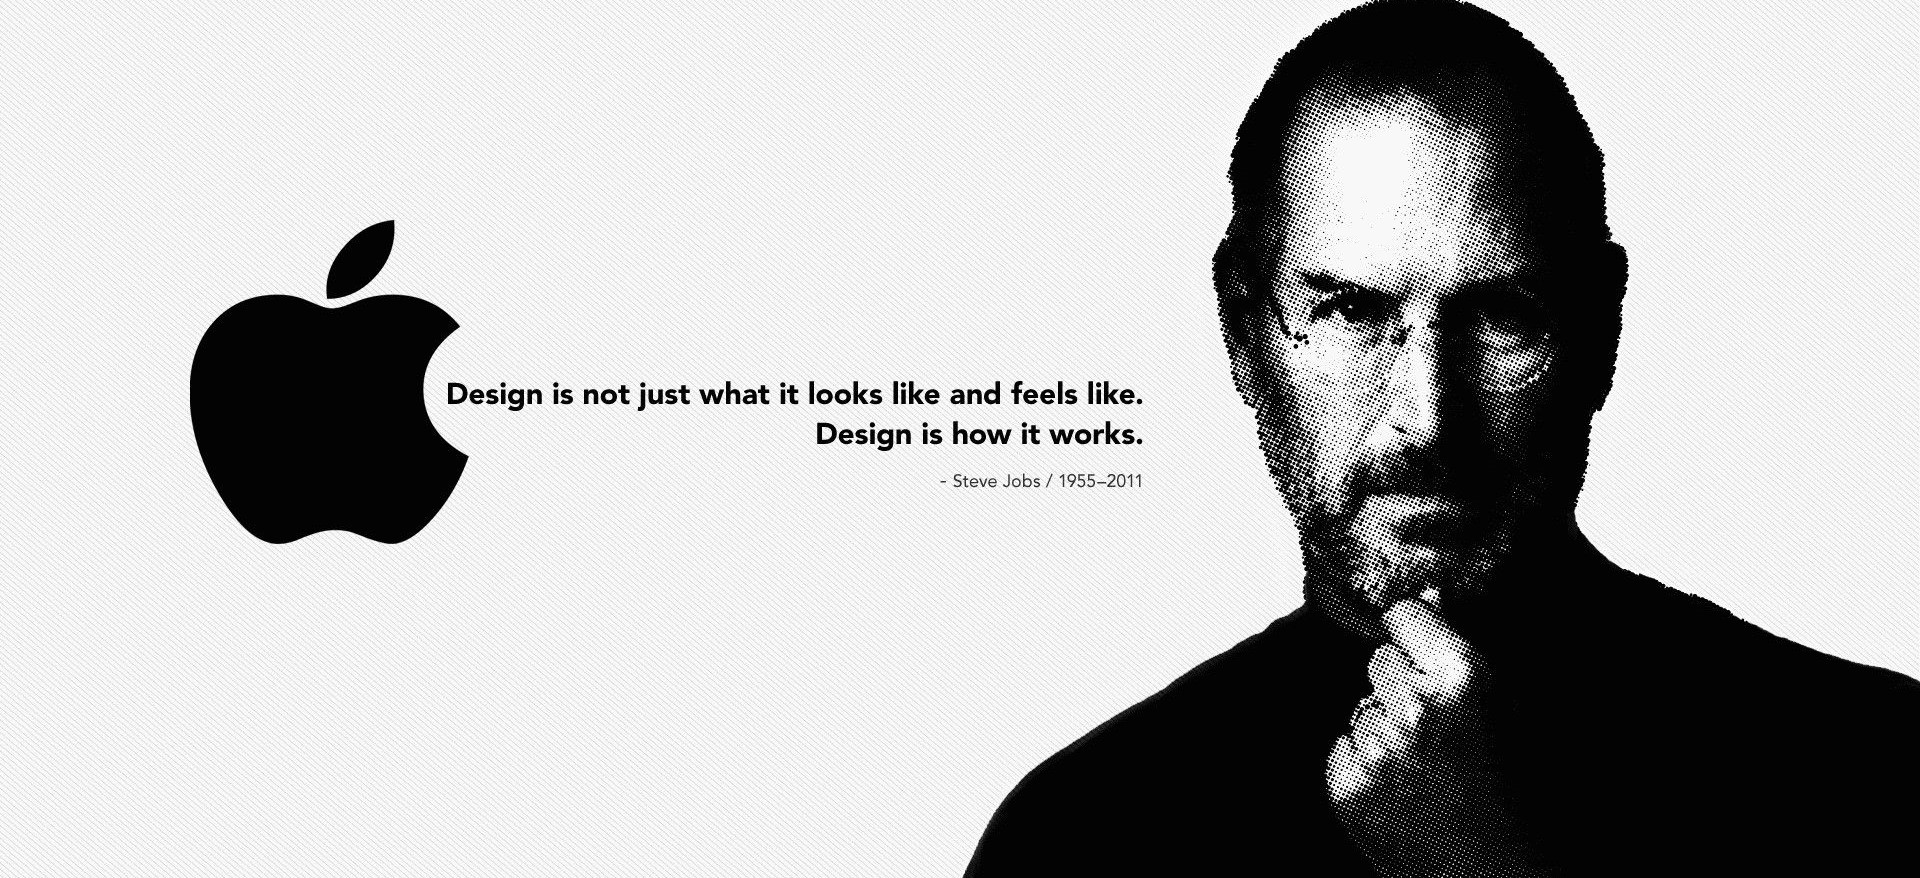 Design is not just what it looks like and feels like.
Design is how it works.
- Steve Jobs / 1955–2011